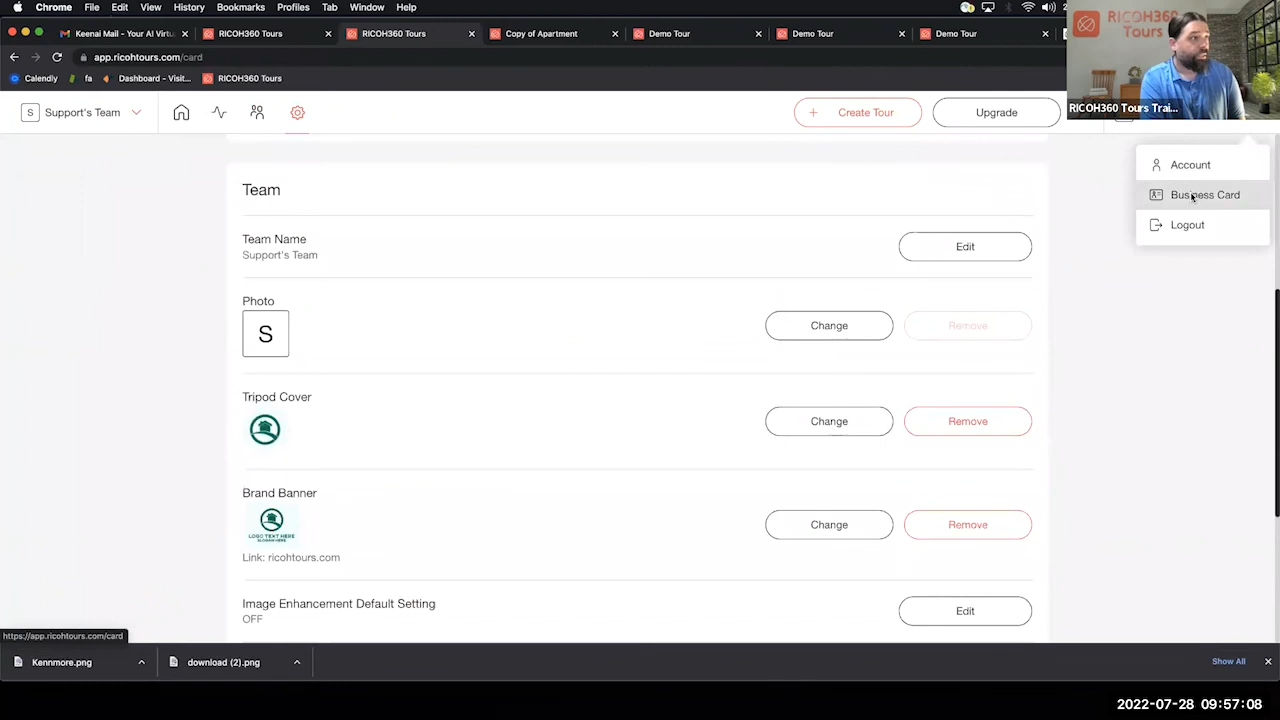 Chrome File Edit View History Bookmarks Profiles Tab Window Help
Keenai Mail - Your AI Virtu
RICOH360 Tours
RICOH360 Tours
Copy of Apartment
Demo Tour
Demo Tour
Demo Tour
app.ricohtours.com/card
Calendly
fa
Dashboard - Visit...
RICOH360 Tours
S Support's Team
+ Create Tour
Upgrade
RICOH360
Tours
RICOH360 Tours Trai...
Account
Business Card
Logout
Team
Team Name
Support's Team
Edit
Photo
S
Change
Remove
Tripod Cover
Change
Remove
Brand Banner
LOGO TEXT HERE
SLOGAN HERE
Change
Remove
Link: ricohtours.com
Image Enhancement Default Setting
OFF
Edit
https://app.ricohtours.com/card
Kennmore.png
download (2).png
Show All
2022-07-28 09:57:08